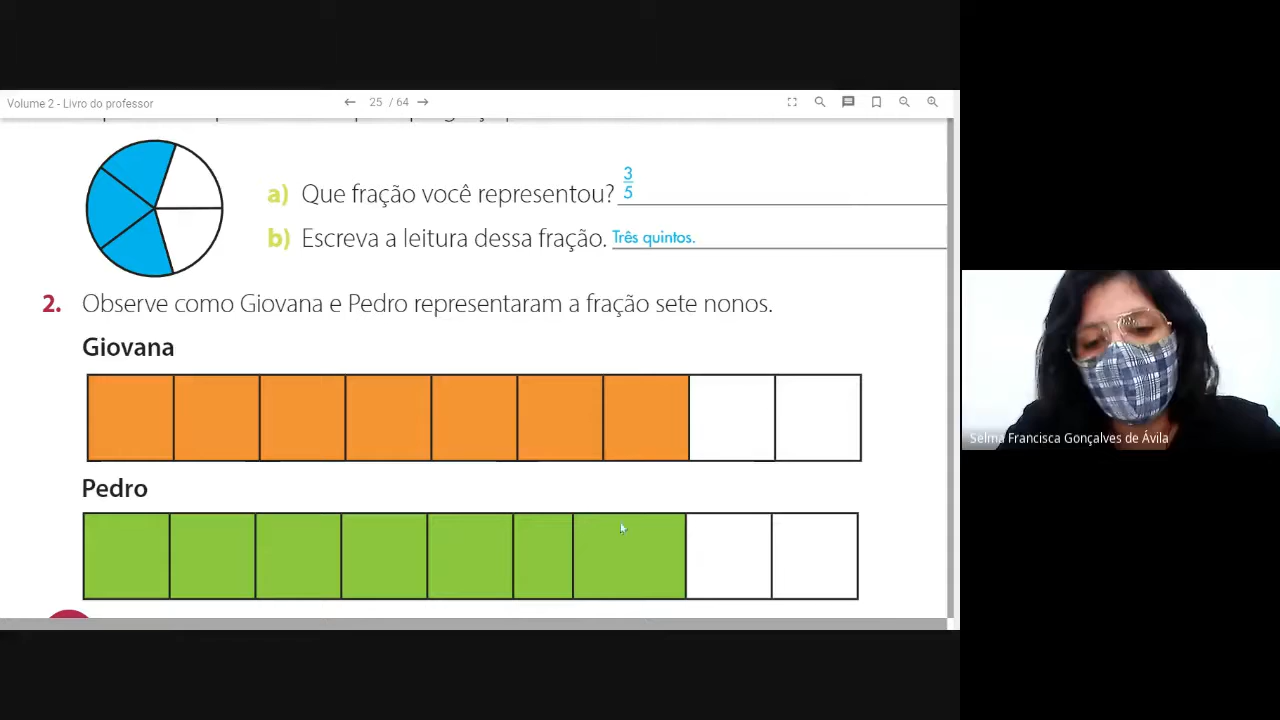 Volume 2 - Livro do professor
25 / 64
a) Que fração você representou? 3/5
b) Escreva a leitura dessa fração. Três quintos.
2. Observe como Giovana e Pedro representaram a fração sete nonos.
Giovana
Pedro
Selma Francisca Gonçalves de Ávila